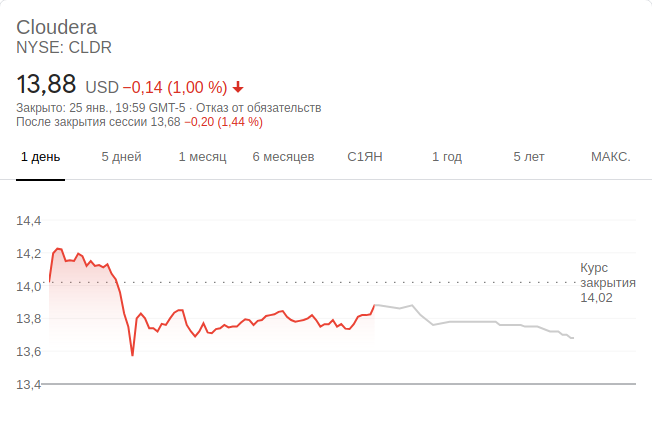 Cloudera
NYSE: CLDR
13,88 USD −0,14 (1,00 %)
Закрыто: 25 янв., 19:59 GMT-5 · Отказ от обязательств
После закрытия сессии 13,68 −0,20 (1,44 %)
1 день 5 дней 1 месяц 6 месяцев С1ЯН 1 год 5 лет МАКС.
14,4
14,2
Курс
14,0 закрытия
14,02
13,8
13,6
13,4